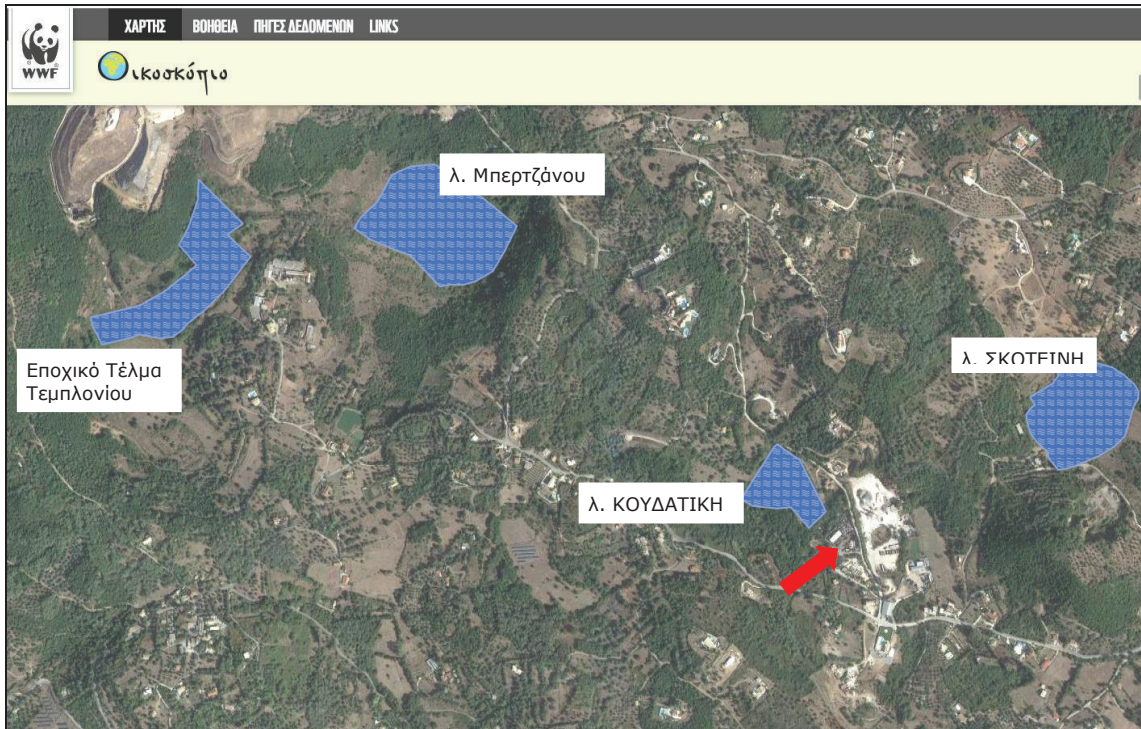 ΧΑΡΤΗΣ ΒΟΗΘΕΙΑ ΠΗΓΕΣ ΔΕΔΟΜΕΝΩΝ LINKS
WWF
Οικοσκόπιο
λ. Μπερτζάνου
Εποχικό Τέλμα
Τεμπλονίου
λ. ΣΚΟΤΕΙΝΗ
λ. ΚΟΥΔΑΤΙΚΗ